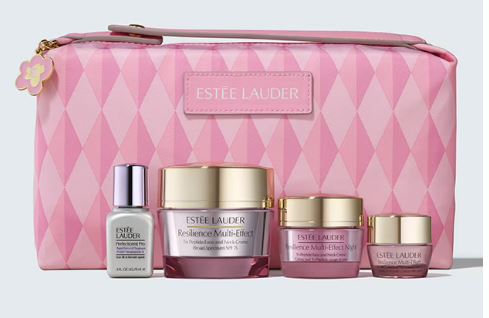 ESTĒE LAUDER
ESTĒE
LAUDER
Perfectionist Pro
ESTĒE LAUDER
Resilience Multi-Effect
Tri-Peptide Face and Neck Creme
Broad Spectrum SPF 15
ESTĒE LAUDER
Resilience Multi-Effect Night
Tri-Peptide Face and Neck Creme
ESTĒE LAUDER
Resilience Multi-Effect